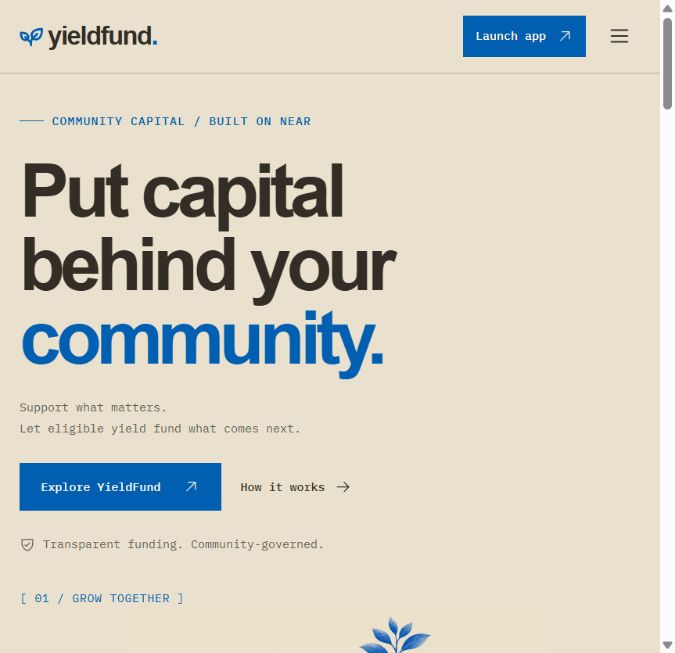 yieldfund.
Launch app
COMMUNITY CAPITAL / BUILT ON NEAR
Put capital
behind your
community.
Support what matters.
Let eligible yield fund what comes next.
Explore YieldFund
How it works
Transparent funding. Community-governed.
[ 01 / GROW TOGETHER ]